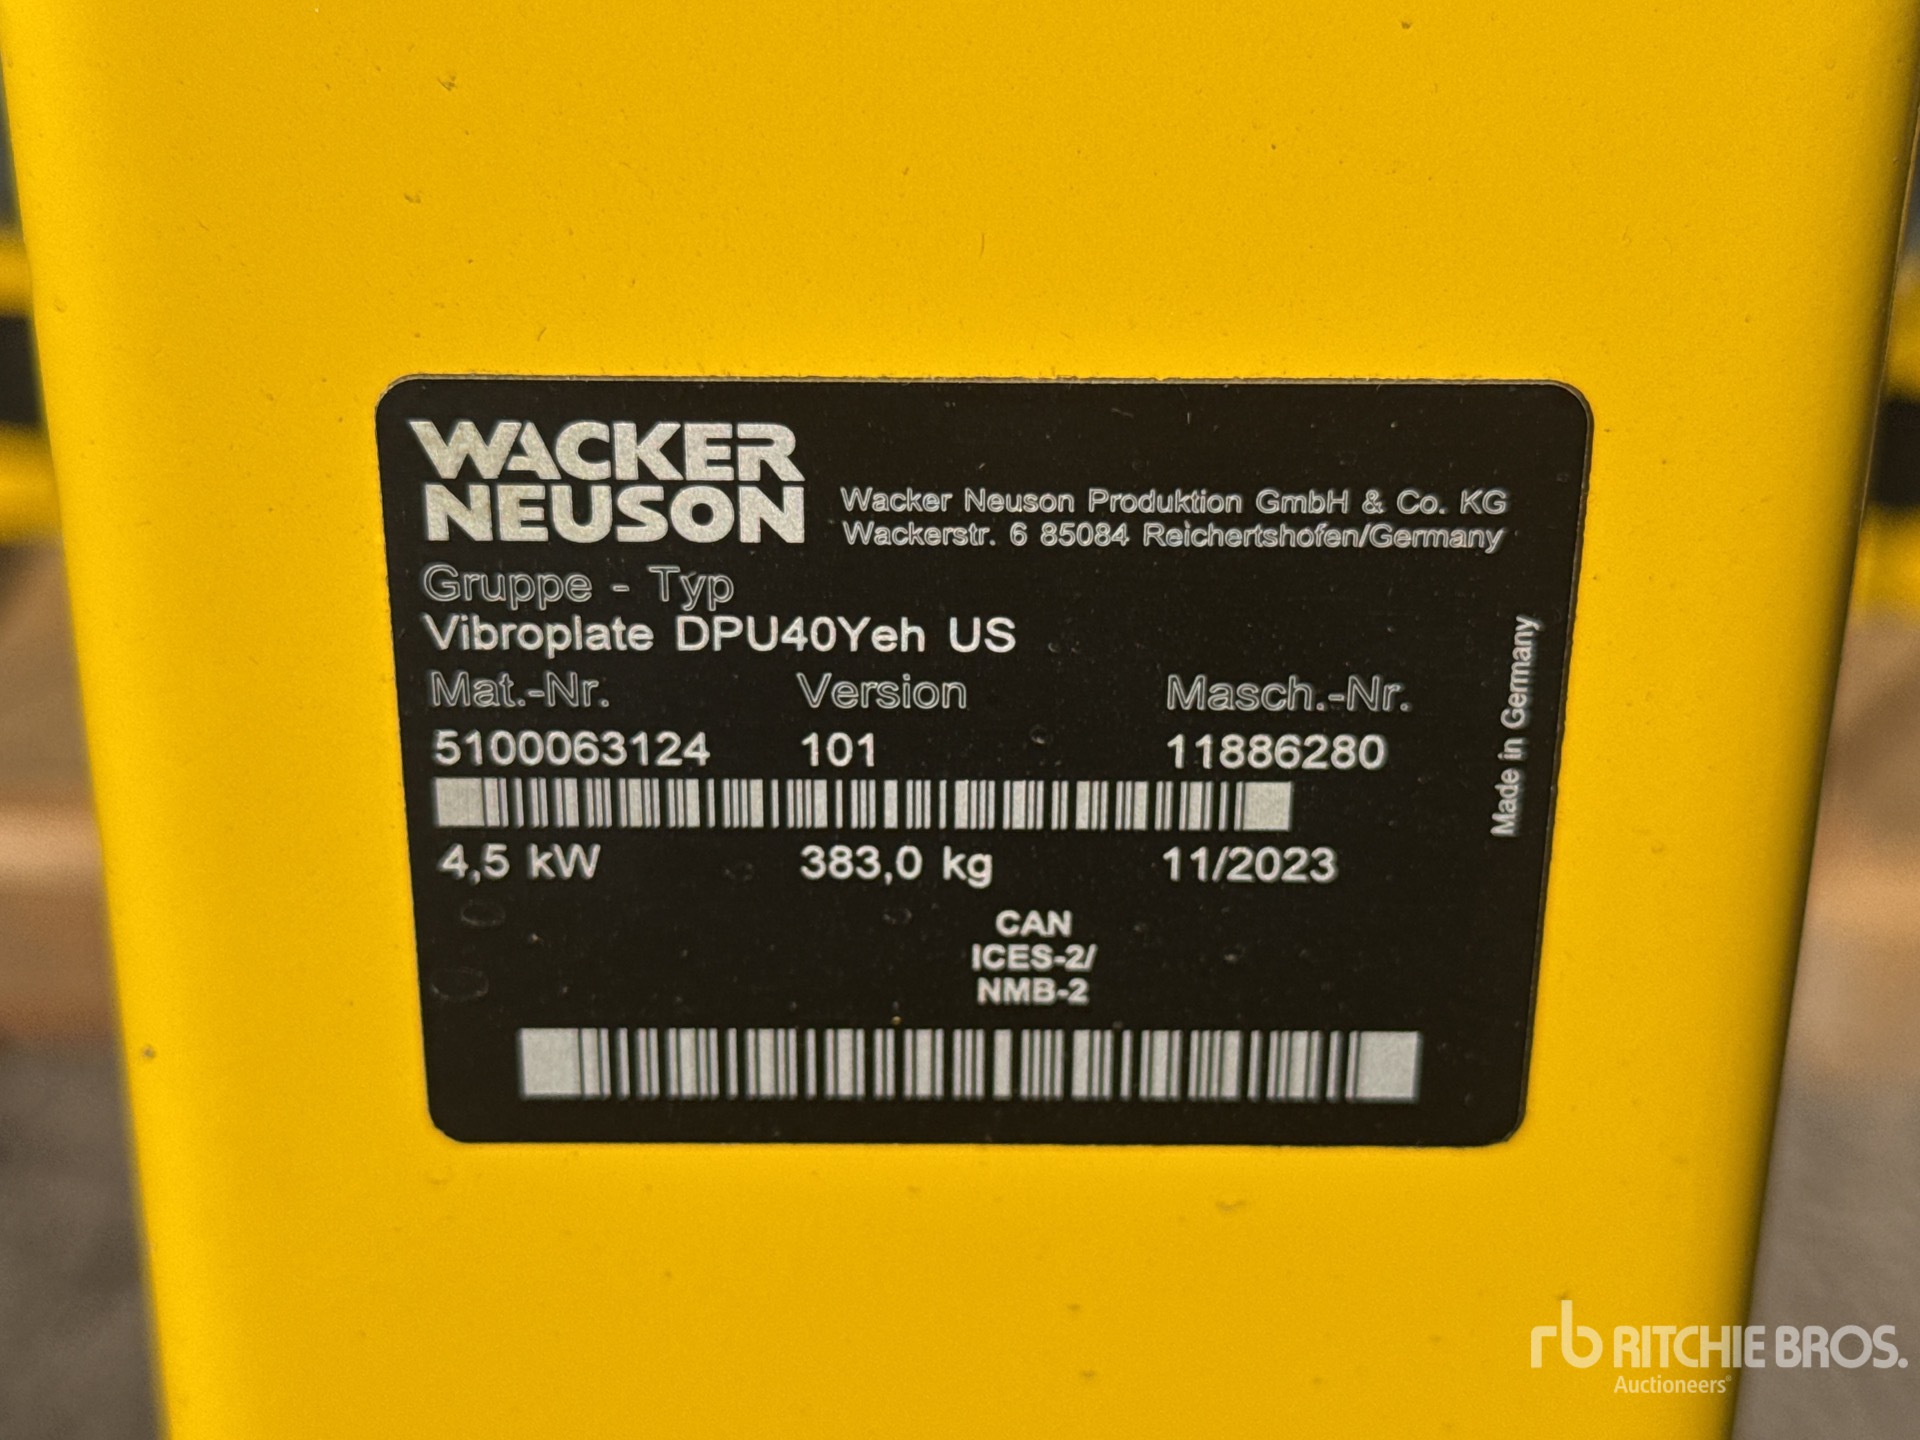 WACKER
NEUSON
Wacker Neuson Produktion GmbH & Co. KG
Wackerstr. 6 85084 Reichertshofen/Germany
Gruppe - Typ
Vibroplate DPU40Yeh US
Mat.-Nr. Version Masch.-Nr.
5100063124 101 11886280
4,5 kW 383,0 kg 11/2023
CAN
ICES-2/
NMB-2
Made in Germany
rb RITCHIE BROS.
Auctioneers®